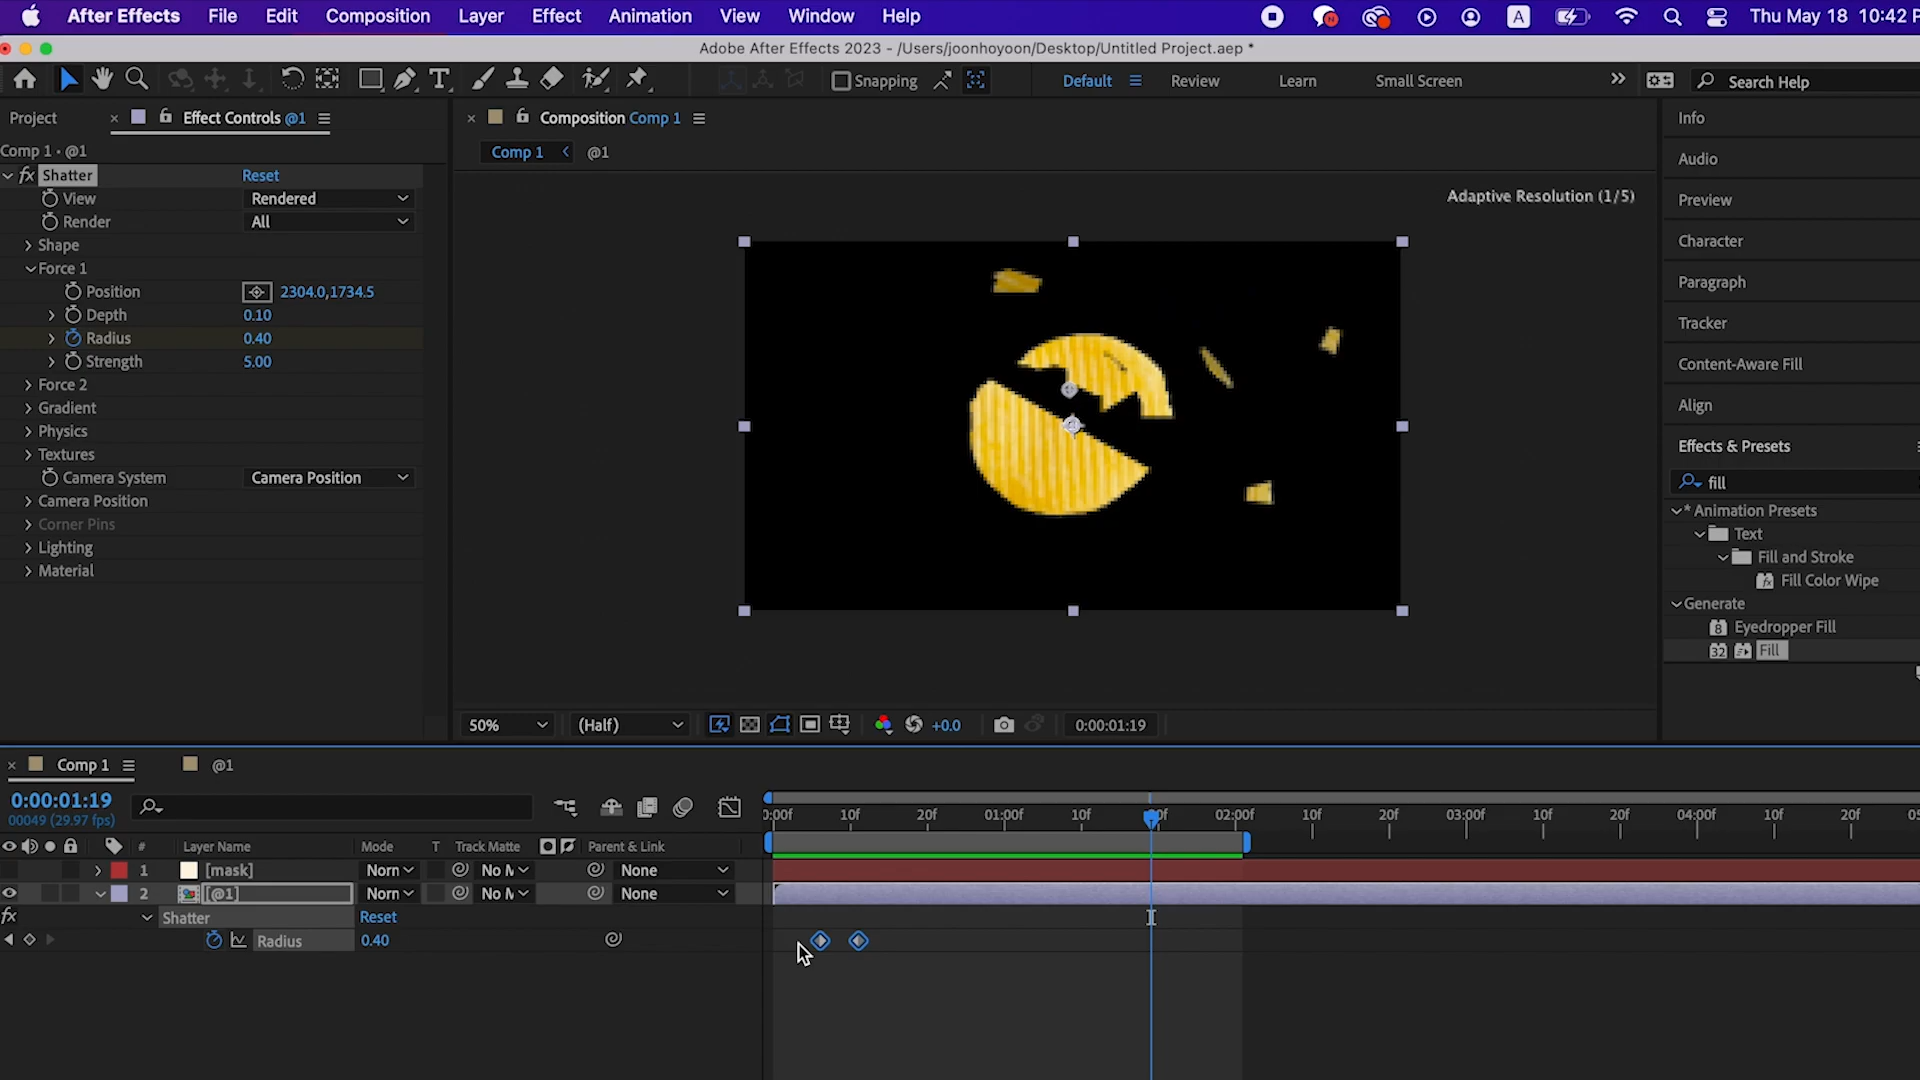 After Effects File Edit Composition Layer Effect Animation View Window Help A Thu May 18 10:42 P
Adobe After Effects 2023 - /Users/joonhoyoon/Desktop/Untitled Project.aep *
T Snapping Default Review Learn Small Screen Search Help
Project Effect Controls @1 Composition Comp 1 Info
Comp 1 • @1 Comp 1 @1 Audio
fx Shatter Reset
View Rendered Adaptive Resolution (1/5) Preview
Render All
Shape Character
Force 1
Position 2304.0,1734.5 Paragraph
Depth 0.10 Tracker
Radius 0.40
Strength 5.00 Content-Aware Fill
Force 2
Gradient Align
Physics Effects & Presets
Textures
Camera System Camera Position fill
Camera Position * Animation Presets
Corner Pins Text
Lighting Fill and Stroke
Material Fill Color Wipe
Generate
8 Eyedropper Fill
32 Fill
50% (Half) +0.0 0:00:01:19
Comp 1 @1
0:00:01:19
00049 (29.97 fps)
0:00f 10f 20f 01:00f 10f 02:00f 10f 20f 03:00f 10f 20f 04:00f 10f 20f 05
# Layer Name Mode T Track Matte Parent & Link
1 [mask] Norn No M None
2 [@1] Norn No M None
fx Shatter Reset
Radius 0.40